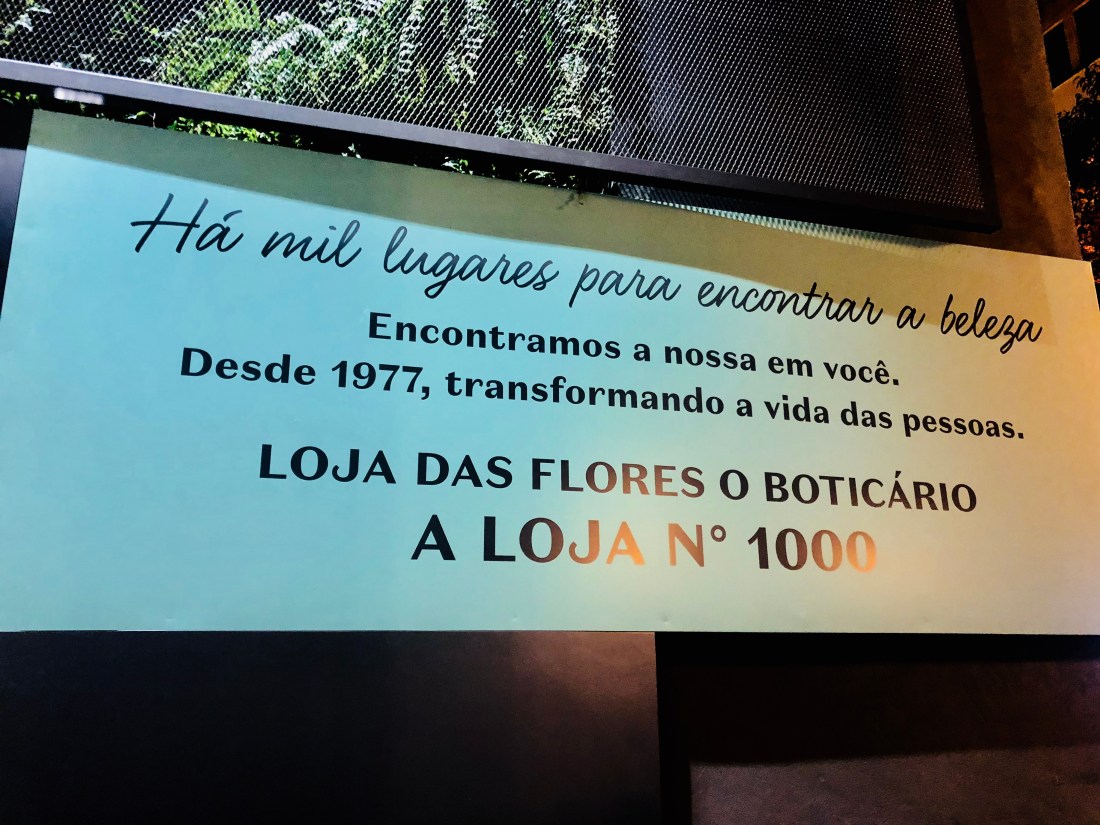 Há mil lugares para encontrar a beleza
Encontramos a nossa em você.
Desde 1977, transformando a vida das pessoas.
LOJA DAS FLORES O BOTICÁRIO
A LOJA N° 1000